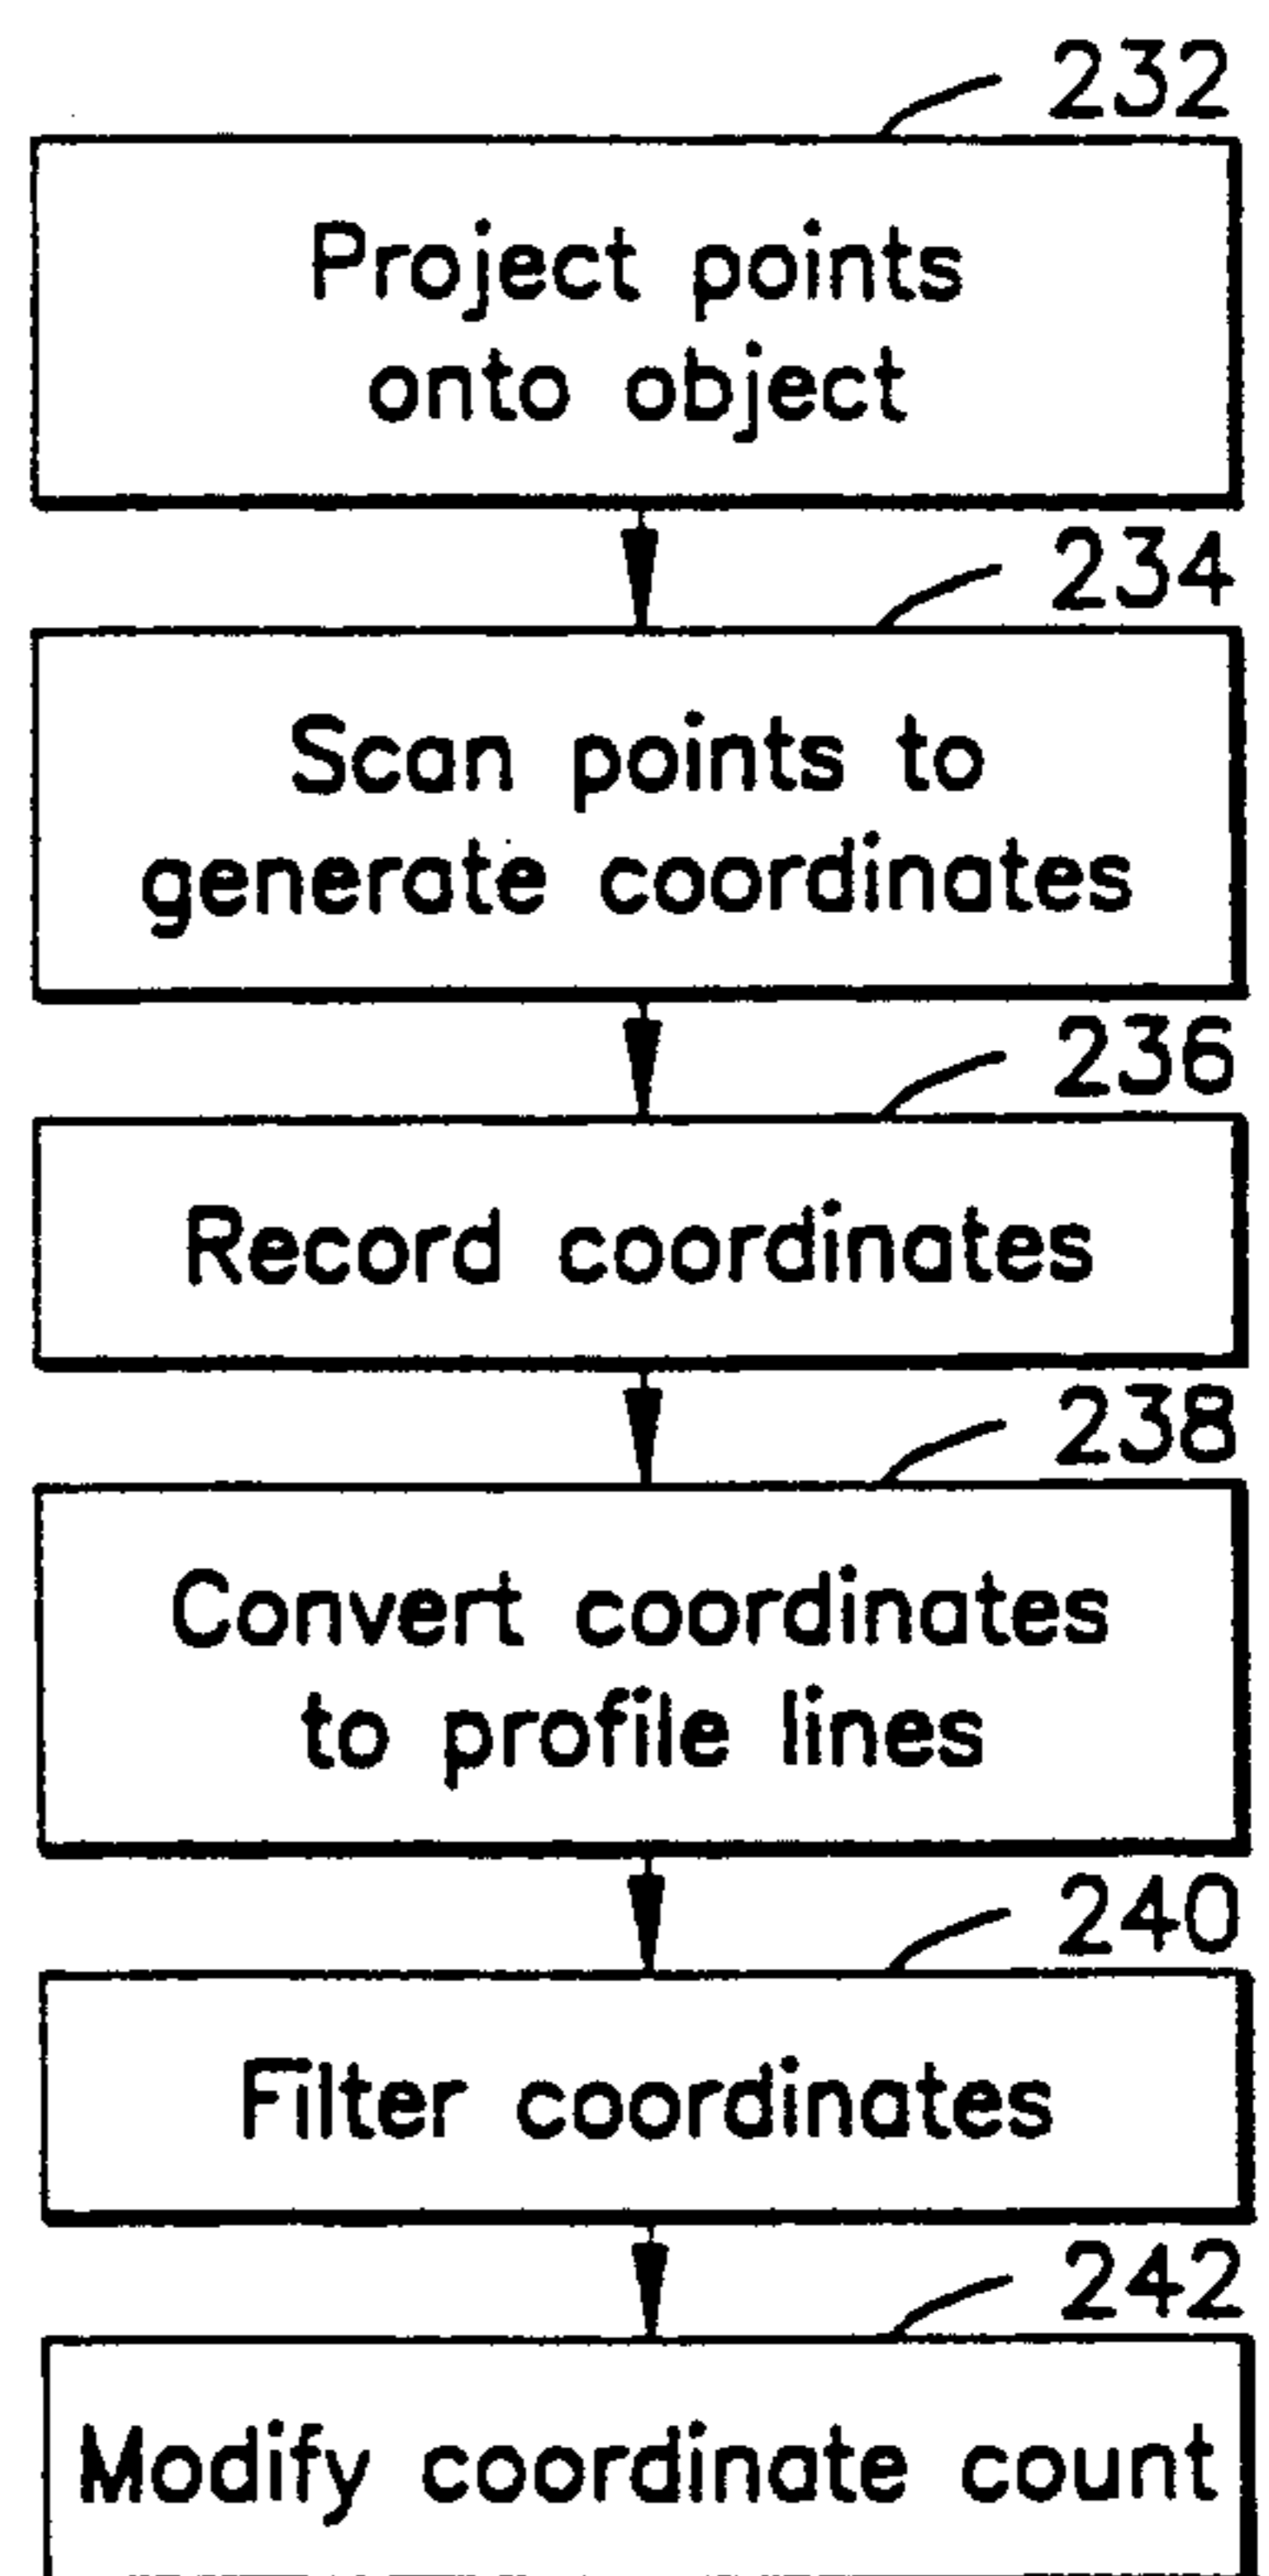 232
Project points
onto object
234
Scan points to
generate coordinates
236
Record coordinates
238
Convert coordinates
to profile lines
240
Filter coordinates
242
Modify coordinate count